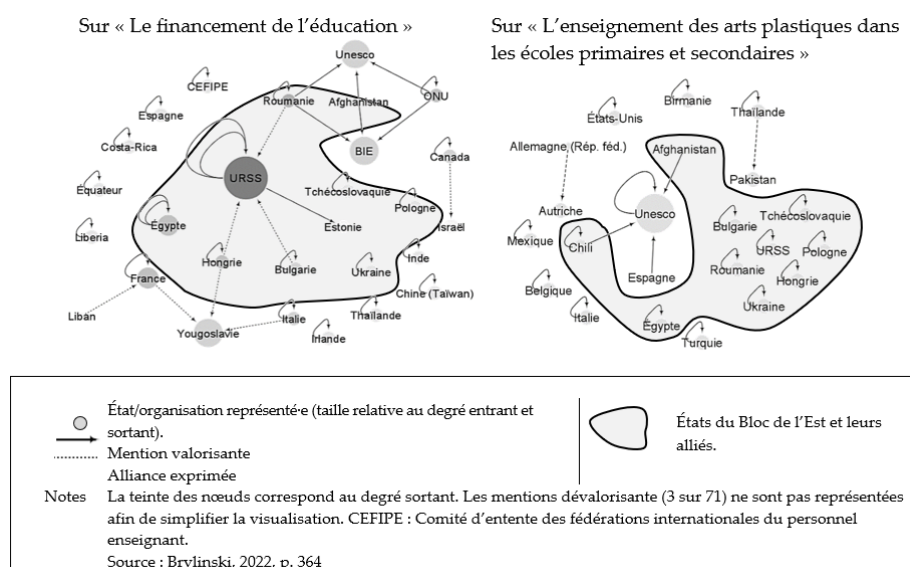 Sur « Le financement de l'éducation »
Unesco
CEFIPE
Roumanie
Afghanistan
ONU
Espagne
Costa-Rica
BIE
Canada
URSS
Équateur
Tchécoslovaquie
Pologne
Égypte
Estonie
Israël
Liberia
Hongrie
Bulgarie
Ukraine
Inde
France
Chine (Taïwan)
Liban
Yougoslavie
Italie
Thaïlande
Irlande
Sur « L'enseignement des arts plastiques dans
les écoles primaires et secondaires »
Birmanie
États-Unis
Thaïlande
Allemagne (Rép. féd.)
Afghanistan
Pakistan
Autriche
Unesco
Tchécoslovaquie
Bulgarie
Mexique
Chili
URSS
Pologne
Roumanie
Hongrie
Espagne
Belgique
Ukraine
Italie
Égypte
Turquie
État/organisation représenté·e (taille relative au degré entrant et
sortant).
Mention valorisante
Alliance exprimée
États du Bloc de l'Est et leurs
alliés.
Notes La teinte des nœuds correspond au degré sortant. Les mentions dévalorisante (3 sur 71) ne sont pas représentées
afin de simplifier la visualisation. CEFIPE : Comité d'entente des fédérations internationales du personnel
enseignant.
Source : Brylinski, 2022, p. 364